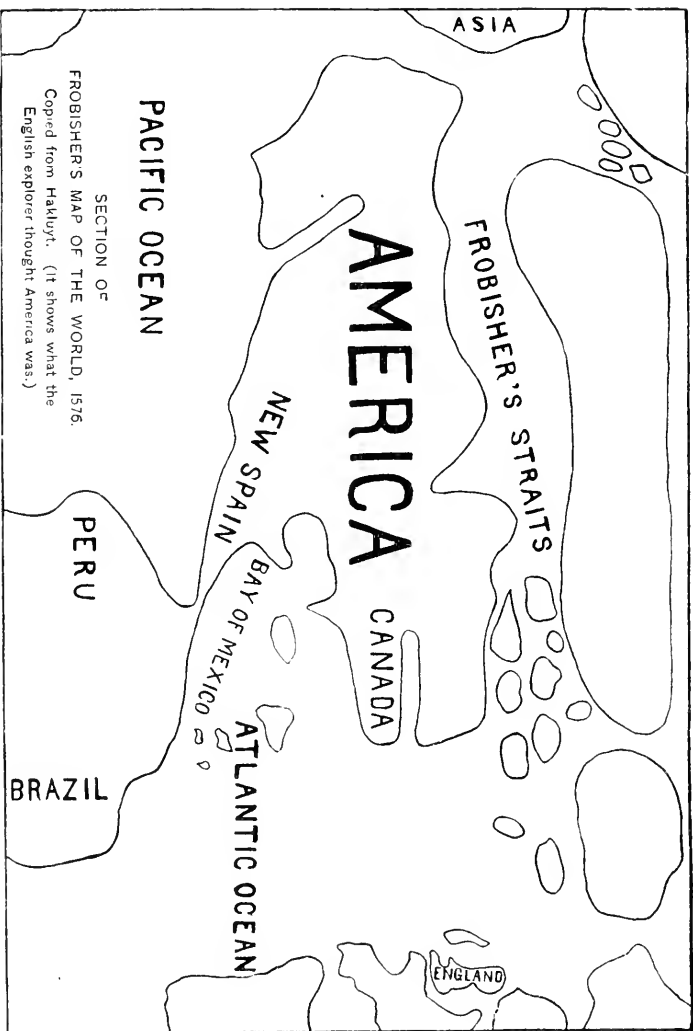 ASIA
FROBISHER'S STRAITS
AMERICA
CANADA
NEW SPAIN
BAY OF MEXICO
ATLANTIC OCEAN
ENGLAND
PACIFIC OCEAN
PERU
BRAZIL
SECTION OF
FROBISHER'S MAP OF THE WORLD, 1576.
Copied from Hakluyt. (It shows what the
English explorer thought America was.)